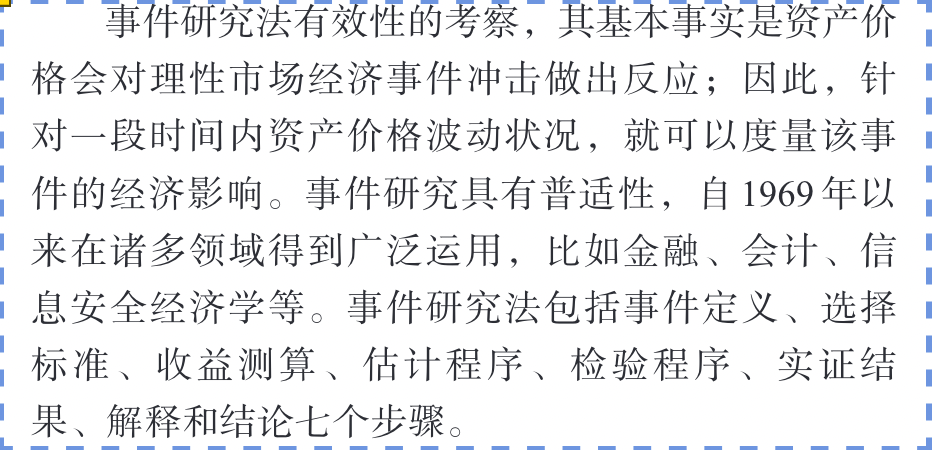 事件研究法有效性的考察，其基本事实是资产价
格会对理性市场经济事件冲击做出反应；因此，针
对一段时间内资产价格波动状况，就可以度量该事
件的经济影响。事件研究具有普适性，自1969年以
来在诸多领域得到广泛运用，比如金融、会计、信
息安全经济学等。事件研究法包括事件定义、选择
标准、收益测算、估计程序、检验程序、实证结
果、解释和结论七个步骤。